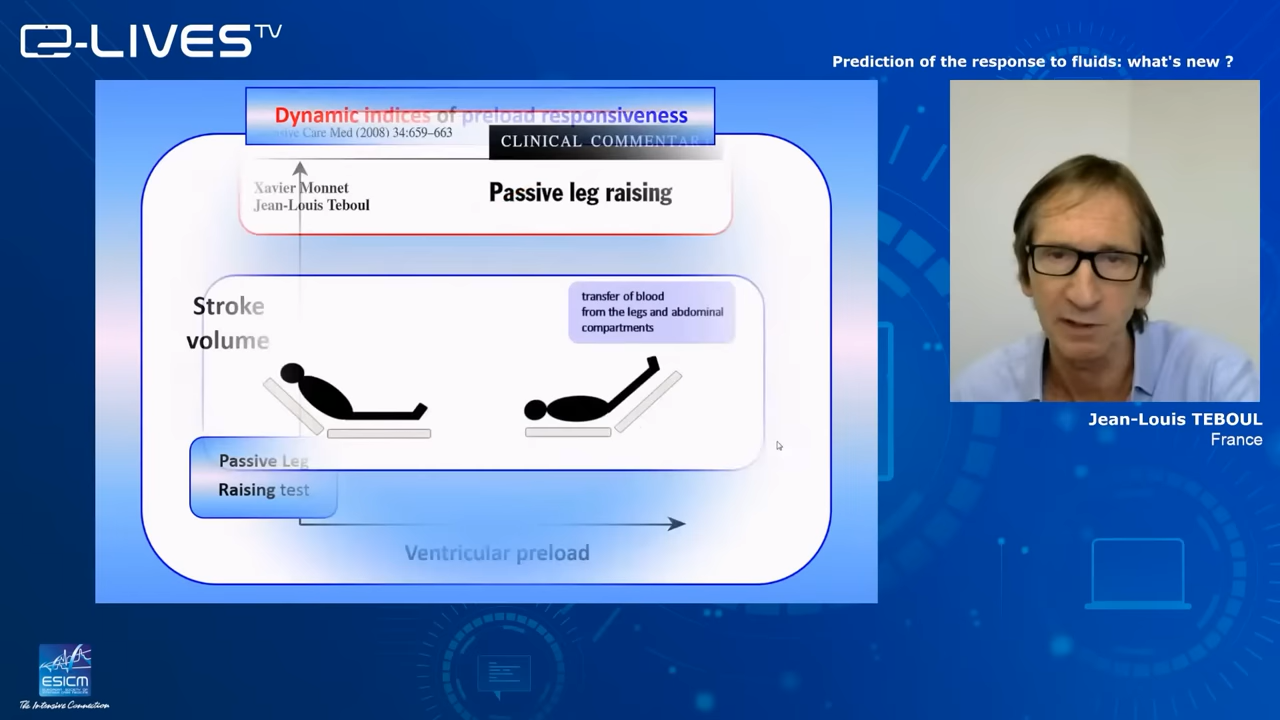 e-LIVES TV
Prediction of the response to fluids: what's new ?
Dynamic indices of preload responsiveness
Care Med (2008) 34:659–663
CLINICAL COMMENTAR
Xavier Monnet
Jean-Louis Teboul
Passive leg raising
Stroke
volume
transfer of blood
from the legs and abdominal
compartments
Passive Leg
Raising test
Ventricular preload
Jean-Louis TEBOUL
France
ESICM
The Intensive Connection